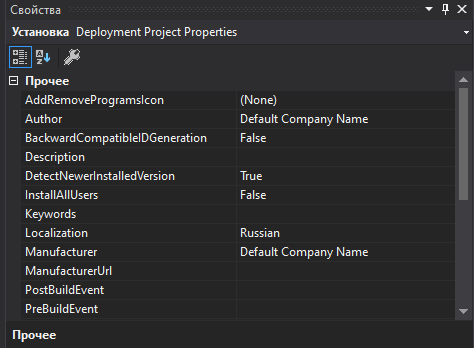 Свойства
Установка Deployment Project Properties
Прочее
AddRemoveProgramsIcon (None)
Author Default Company Name
BackwardCompatibleIDGeneration False
Description
DetectNewerInstalledVersion True
InstallAllUsers False
Keywords
Localization Russian
Manufacturer Default Company Name
ManufacturerUrl
PostBuildEvent
PreBuildEvent
Прочее